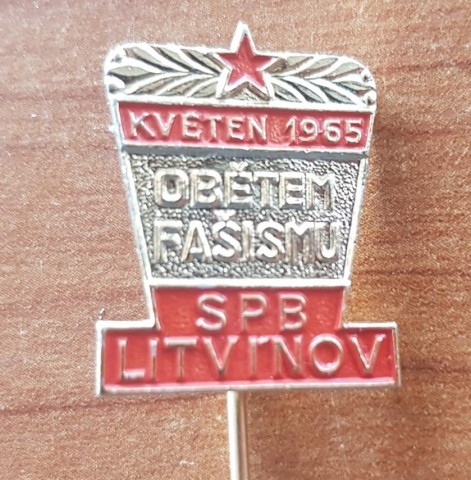 KVĚTEN 1965
OBĚTEM
FAŠISMU
SPB
LITVÍNOV